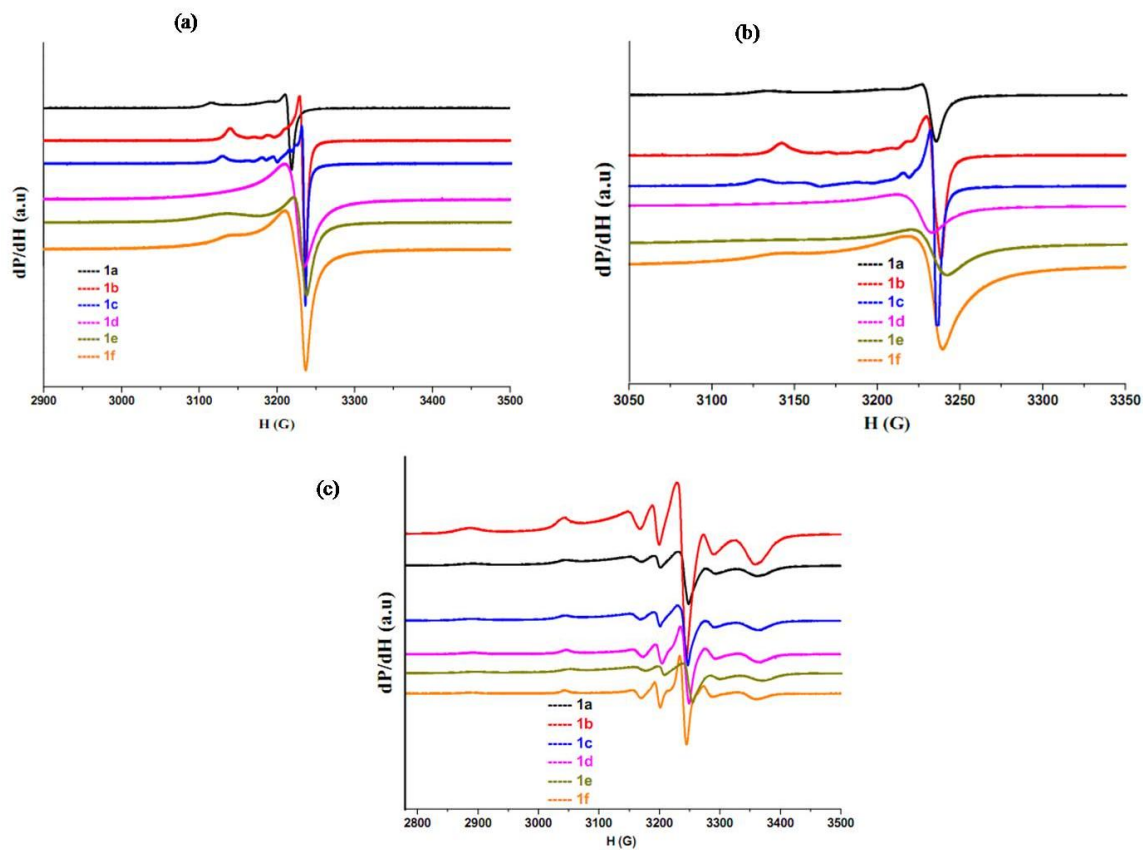 (a)
dP/dH (a.u)
1a
1b
1c
1d
1e
1f
2900 3000 3100 3200 3300 3400 3500
H (G)
(b)
dP/dH (a.u)
1a
1b
1c
1d
1e
1f
3050 3100 3150 3200 3250 3300 3350
H (G)
(c)
dP/dH (a.u)
1a
1b
1c
1d
1e
1f
2800 2900 3000 3100 3200 3300 3400 3500
H (G)